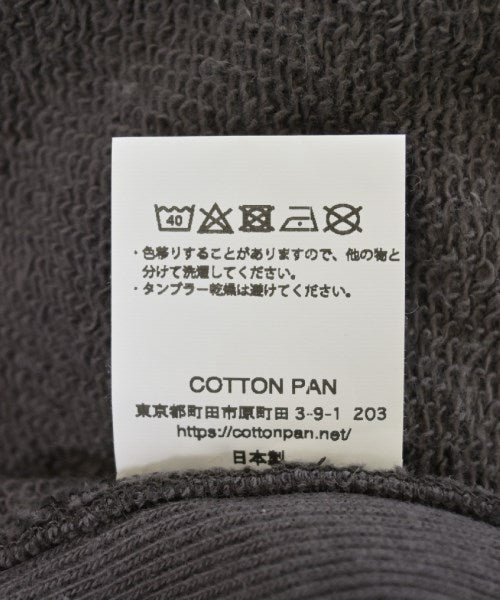 40
・色移りすることがありますので、他の物と
分けて洗濯してください。
・タンブラー乾燥は避けてください。
COTTON PAN
東京都町田市原町田 3-9-1 203
https://cottonpan.net/
日本製